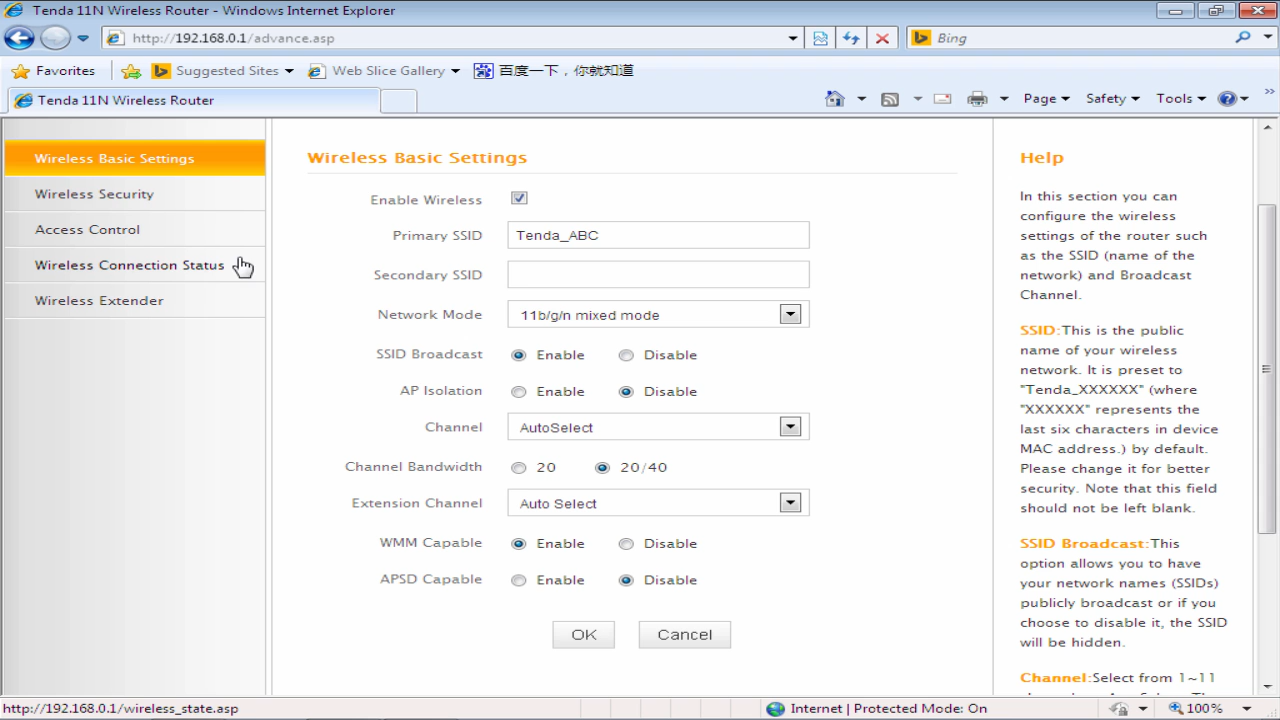 Tenda 11N Wireless Router - Windows Internet Explorer
http://192.168.0.1/advance.asp
Bing
Favorites
Suggested Sites
Web Slice Gallery
百度一下，你就知道
Tenda 11N Wireless Router
Page
Safety
Tools
Wireless Basic Settings
Wireless Security
Access Control
Wireless Connection Status
Wireless Extender
Wireless Basic Settings
Enable Wireless
Primary SSID Tenda_ABC
Secondary SSID
Network Mode 11b/g/n mixed mode
SSID Broadcast Enable Disable
AP Isolation Enable Disable
Channel AutoSelect
Channel Bandwidth 20 20/40
Extension Channel Auto Select
WMM Capable Enable Disable
APSD Capable Enable Disable
OK Cancel
Help
In this section you can
configure the wireless
settings of the router such
as the SSID (name of the
network) and Broadcast
Channel.
SSID:This is the public
name of your wireless
network. It is preset to
"Tenda_XXXXXX" (where
"XXXXXX" represents the
last six characters in device
MAC address.) by default.
Please change it for better
security. Note that this field
should not be left blank.
SSID Broadcast:This
option allows you to have
your network names (SSIDs)
publicly broadcast or if you
choose to disable it, the SSID
will be hidden.
Channel:Select from 1~11
http://192.168.0.1/wireless_state.asp
Internet | Protected Mode: On
100%